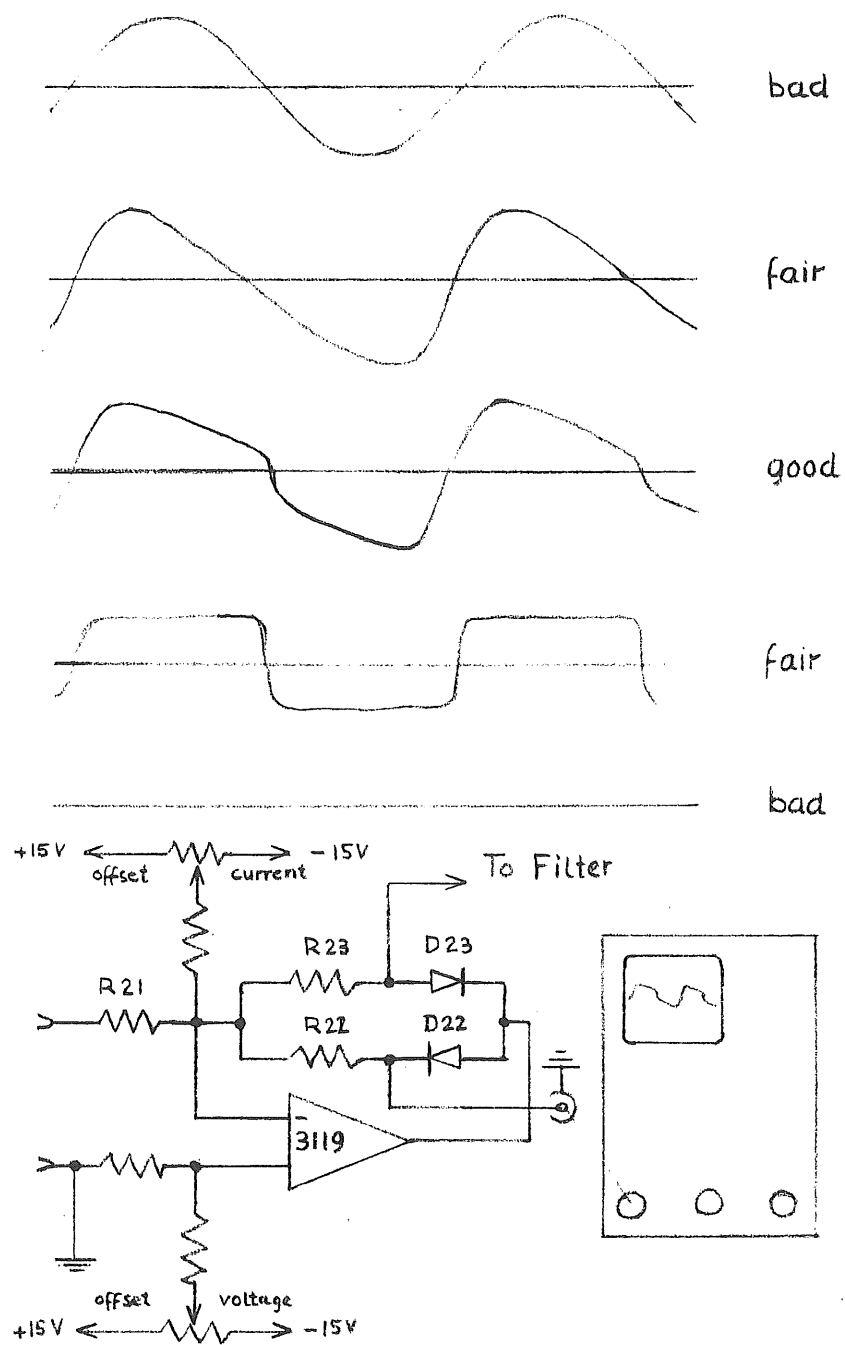 bad
fair
good
fair
bad
+15V -15V
offset current
To Filter
R23 D23
R21
R22 D22
-
3119
offset voltage
+15V -15V